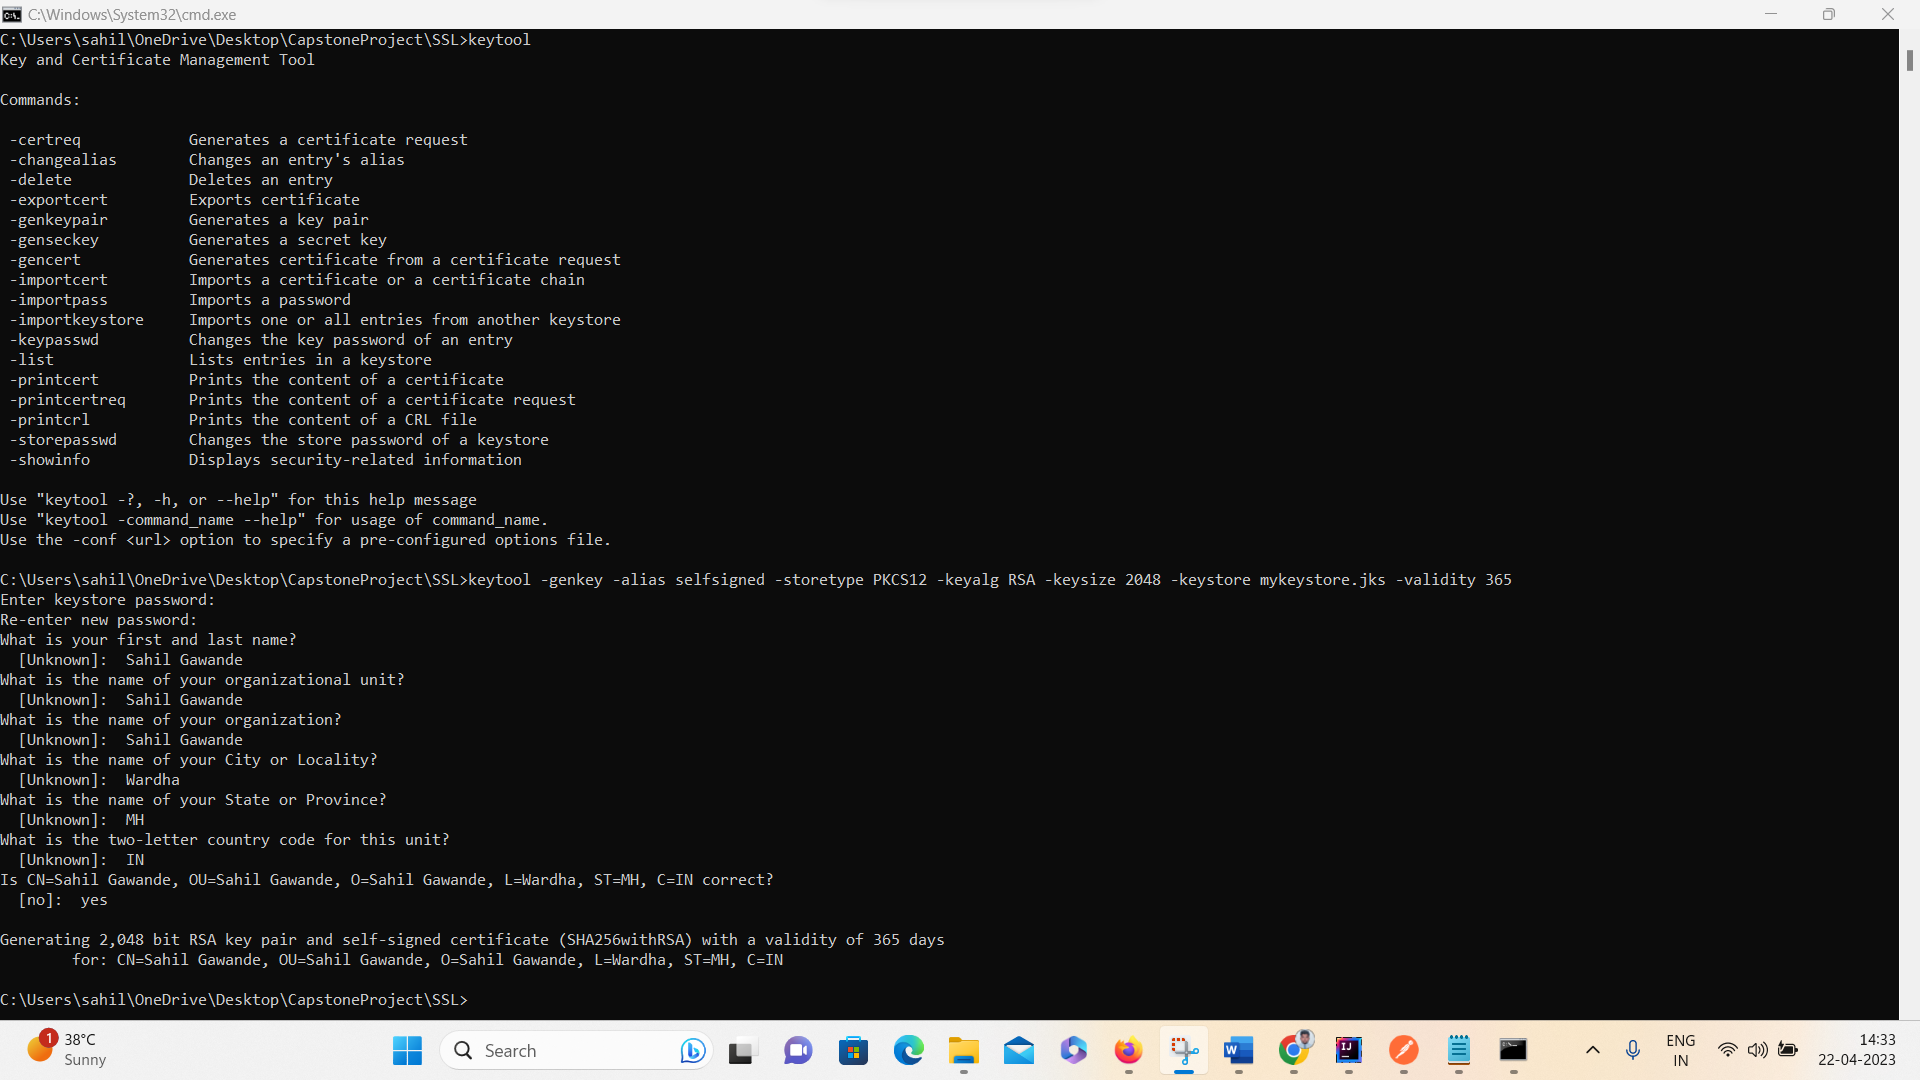 C:\Windows\System32\cmd.exe
C:\Users\sahil\OneDrive\Desktop\CapstoneProject\SSL>keytool
Key and Certificate Management Tool
Commands:
-certreq Generates a certificate request
-changealias Changes an entry's alias
-delete Deletes an entry
-exportcert Exports certificate
-genkeypair Generates a key pair
-genseckey Generates a secret key
-gencert Generates certificate from a certificate request
-importcert Imports a certificate or a certificate chain
-importpass Imports a password
-importkeystore Imports one or all entries from another keystore
-keypasswd Changes the key password of an entry
-list Lists entries in a keystore
-printcert Prints the content of a certificate
-printcertreq Prints the content of a certificate request
-printcrl Prints the content of a CRL file
-storepasswd Changes the store password of a keystore
-showinfo Displays security-related information
Use "keytool -?, -h, or --help" for this help message
Use "keytool -command_name --help" for usage of command_name.
Use the -conf <url> option to specify a pre-configured options file.
C:\Users\sahil\OneDrive\Desktop\CapstoneProject\SSL>keytool -genkey -alias selfsigned -storetype PKCS12 -keyalg RSA -keysize 2048 -keystore mykeystore.jks -validity 365
Enter keystore password:
Re-enter new password:
What is your first and last name?
[Unknown]: Sahil Gawande
What is the name of your organizational unit?
[Unknown]: Sahil Gawande
What is the name of your organization?
[Unknown]: Sahil Gawande
What is the name of your City or Locality?
[Unknown]: Wardha
What is the name of your State or Province?
[Unknown]: MH
What is the two-letter country code for this unit?
[Unknown]: IN
Is CN=Sahil Gawande, OU=Sahil Gawande, O=Sahil Gawande, L=Wardha, ST=MH, C=IN correct?
[no]: yes
Generating 2,048 bit RSA key pair and self-signed certificate (SHA256withRSA) with a validity of 365 days
for: CN=Sahil Gawande, OU=Sahil Gawande, O=Sahil Gawande, L=Wardha, ST=MH, C=IN
C:\Users\sahil\OneDrive\Desktop\CapstoneProject\SSL>
1
38°C
Sunny
Search
ENG
IN
14:33
22-04-2023